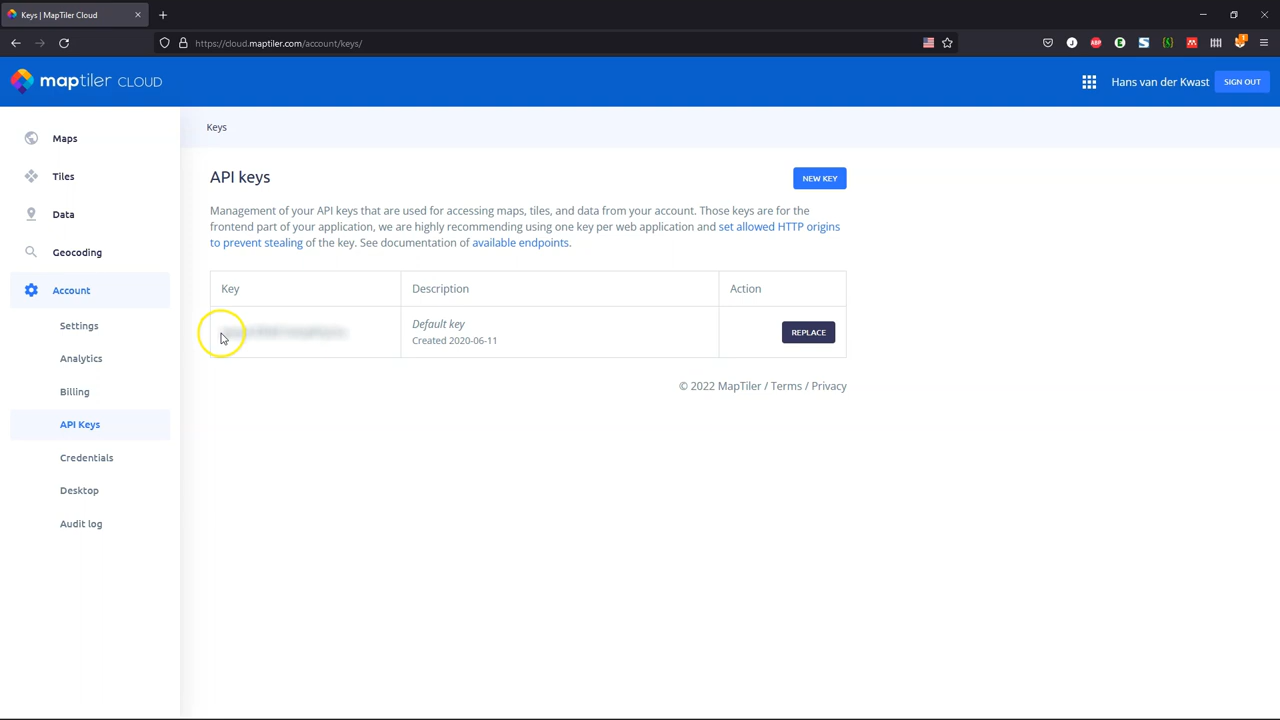 Keys | MapTiler Cloud
https://cloud.maptiler.com/account/keys/
maptiler CLOUD
Hans van der Kwast
SIGN OUT
Maps
Tiles
Data
Geocoding
Account
Settings
Analytics
Billing
API Keys
Credentials
Desktop
Audit log
Keys
API keys
NEW KEY
Management of your API keys that are used for accessing maps, tiles, and data from your account. Those keys are for the
frontend part of your application, we are highly recommending using one key per web application and set allowed HTTP origins
to prevent stealing of the key. See documentation of available endpoints.
Key
Description
Action
Default key
Created 2020-06-11
REPLACE
© 2022 MapTiler / Terms / Privacy